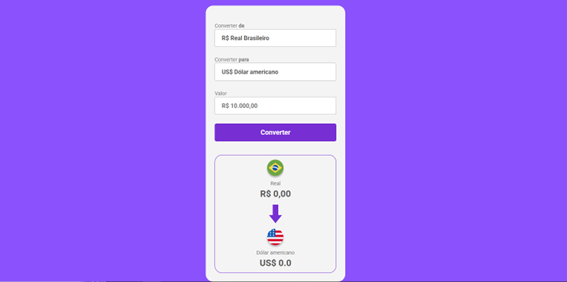 Converter de
R$ Real Brasileiro
Converter para
US$ Dólar americano
Valor
R$ 10.000,00
Converter
Real
R$ 0,00
Dólar americano
US$ 0.0